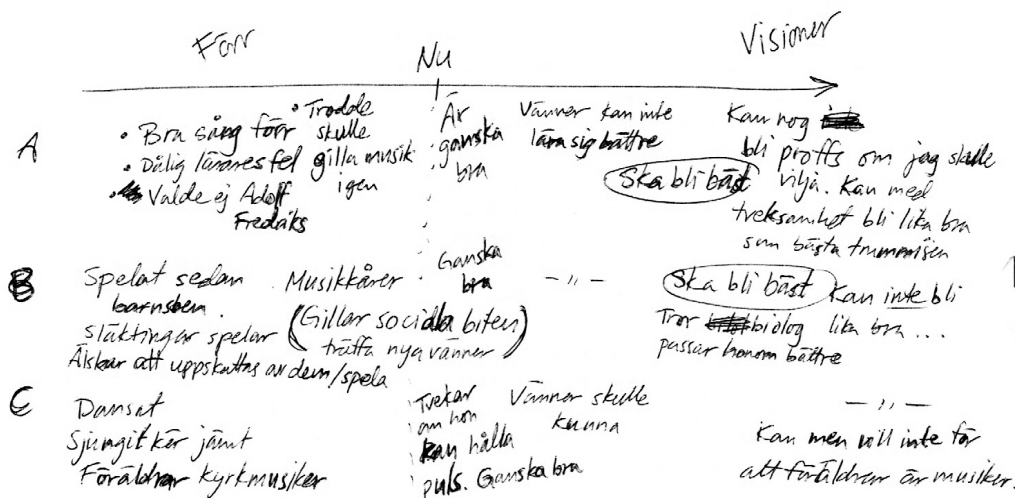 Förr
Nu
Visioner
A
• Bra sång förr
• Dålig lärares fel
• Valde ej Adolf
Fredriks
• Trodde
skulle
gilla musik
igen
Är
ganska
bra
Vänner kan inte
lära sig bättre
Ska bli bäst
Kan nog
bli proffs om jag skulle
vilja. Kan med
tveksamhet bli lika bra
som bästa trummisen
B
Spelat sedan
barnsben.
Släktingar spelar
Älskar att uppskattas av dem/spela
Musikkårer
(Gillar sociala biten
träffa nya vänner)
Ganska
bra
— " —
Ska bli bäst
Kan inte bli
lika bra...
Tror biolog
passar honom bättre
C
Dansat
Sjungit kör jämt
Föräldrar kyrkmusiker
Tvekar
om hon
kan hålla
puls. Ganska bra
Vänner skulle
kunna
— " —
Kan men vill inte för
att föräldrar är musiker.